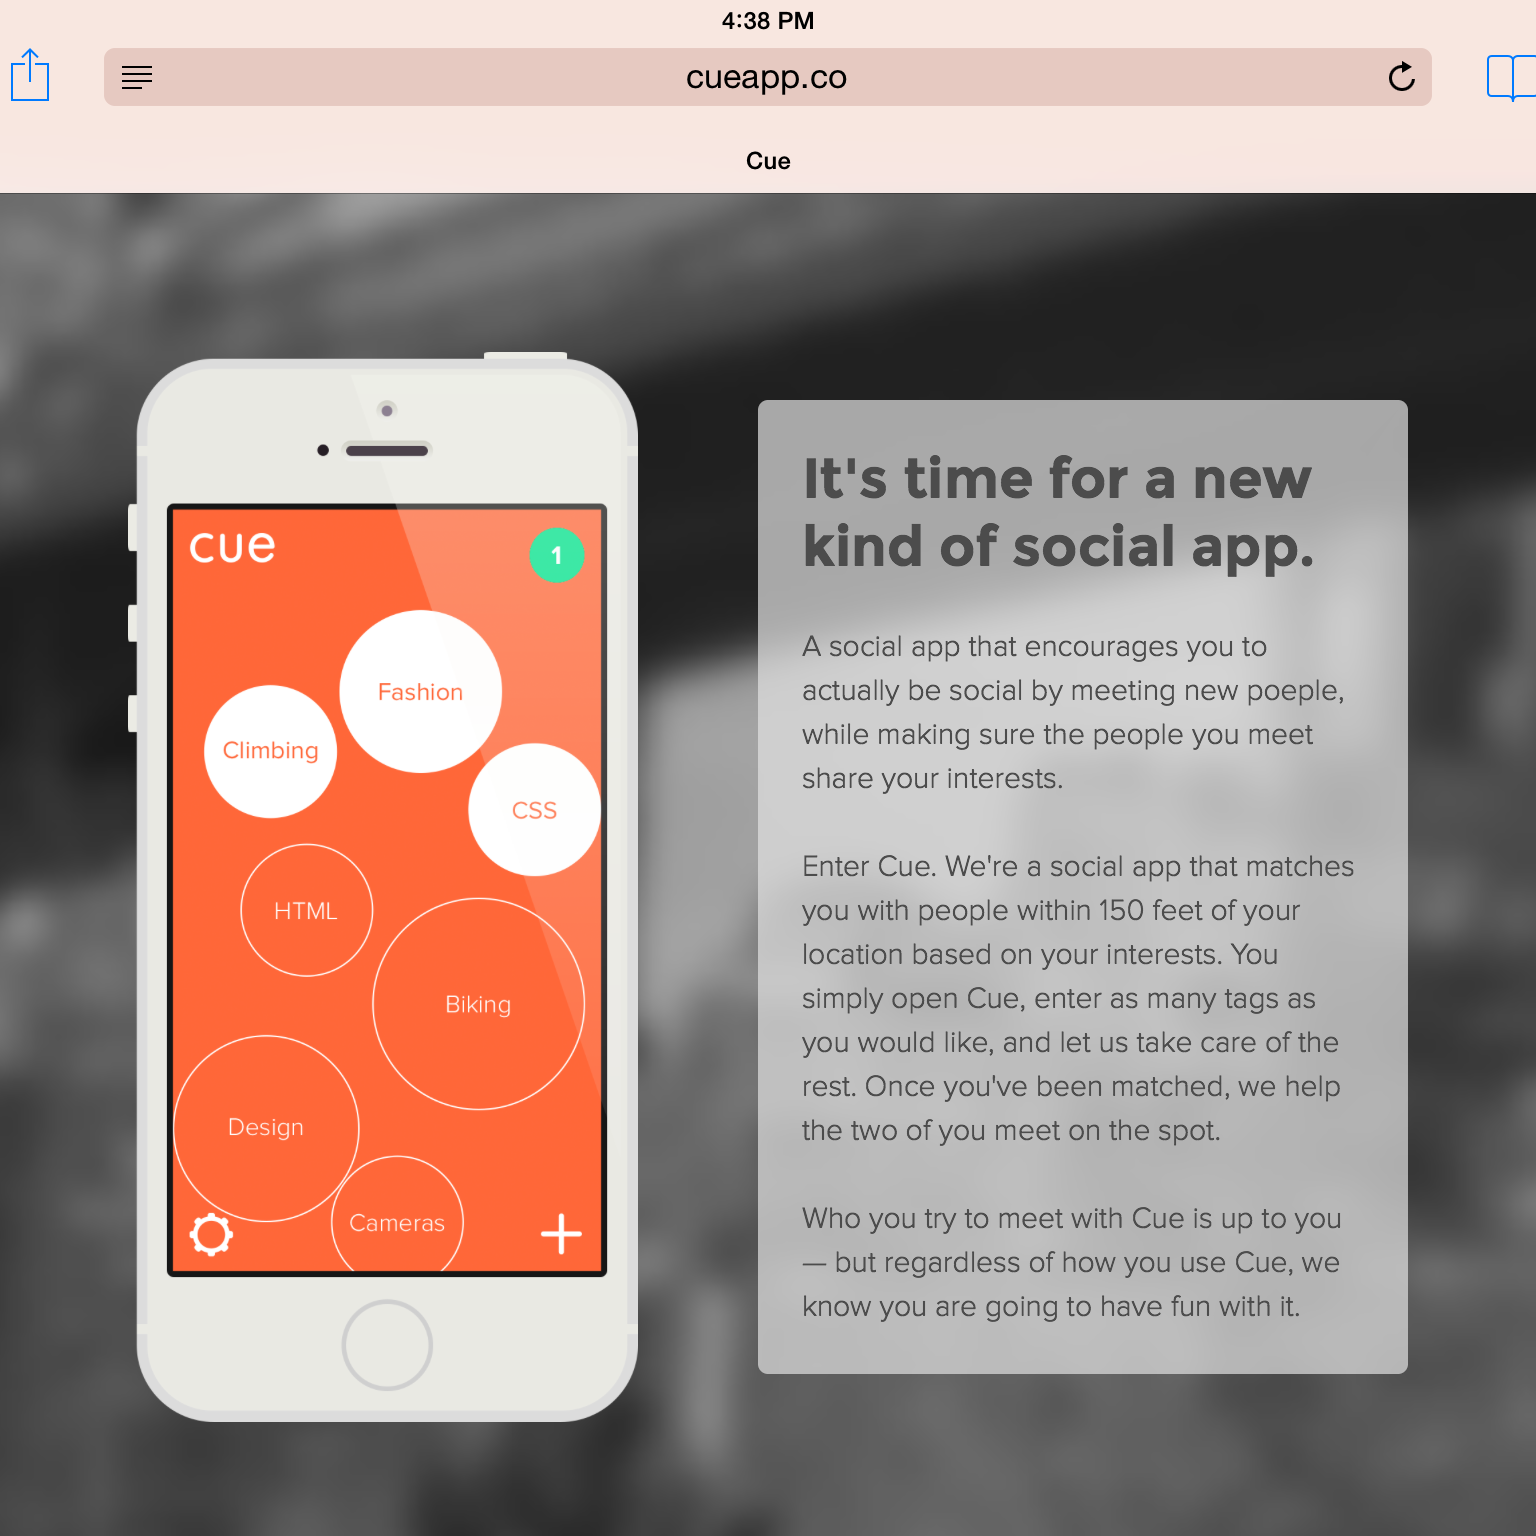 4:38 PM
cueapp.co
Cue
cue
1
Fashion
Climbing
CSS
HTML
Biking
Design
Cameras
It's time for a new
kind of social app.
A social app that encourages you to
actually be social by meeting new poeple,
while making sure the people you meet
share your interests.
Enter Cue. We're a social app that matches
you with people within 150 feet of your
location based on your interests. You
simply open Cue, enter as many tags as
you would like, and let us take care of the
rest. Once you've been matched, we help
the two of you meet on the spot.
Who you try to meet with Cue is up to you
— but regardless of how you use Cue, we
know you are going to have fun with it.